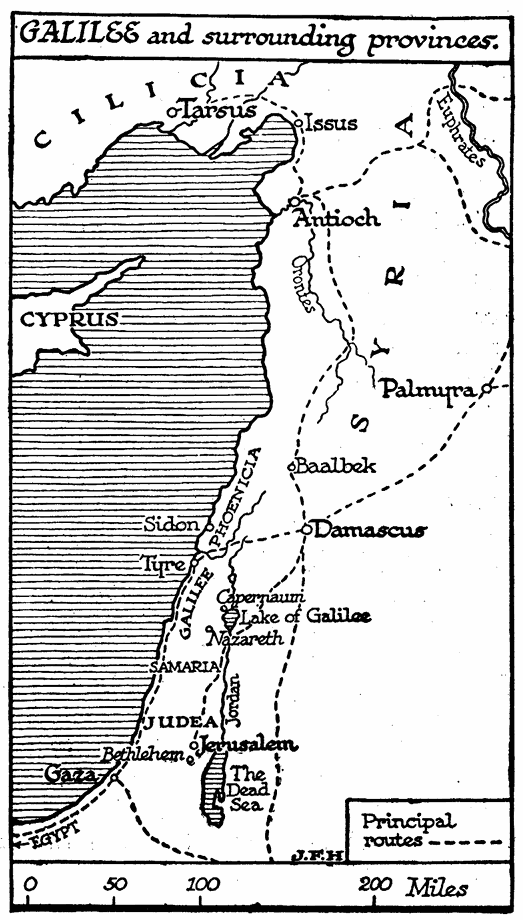 GALILEE and surrounding provinces.
CILICIA
Tarsus
Issus
Euphrates
Antioch
Orontes
SYRIA
CYPRUS
Palmyra
Baalbek
PHOENICIA
Sidon
Damascus
Tyre
GALILEE
Capernaum
Lake of Galilee
Nazareth
SAMARIA
Jordan
JUDEA
Jerusalem
Bethlehem
Gaza
The
Dead
Sea
EGYPT
Principal
routes
J.F.H
0 50 100 200 Miles